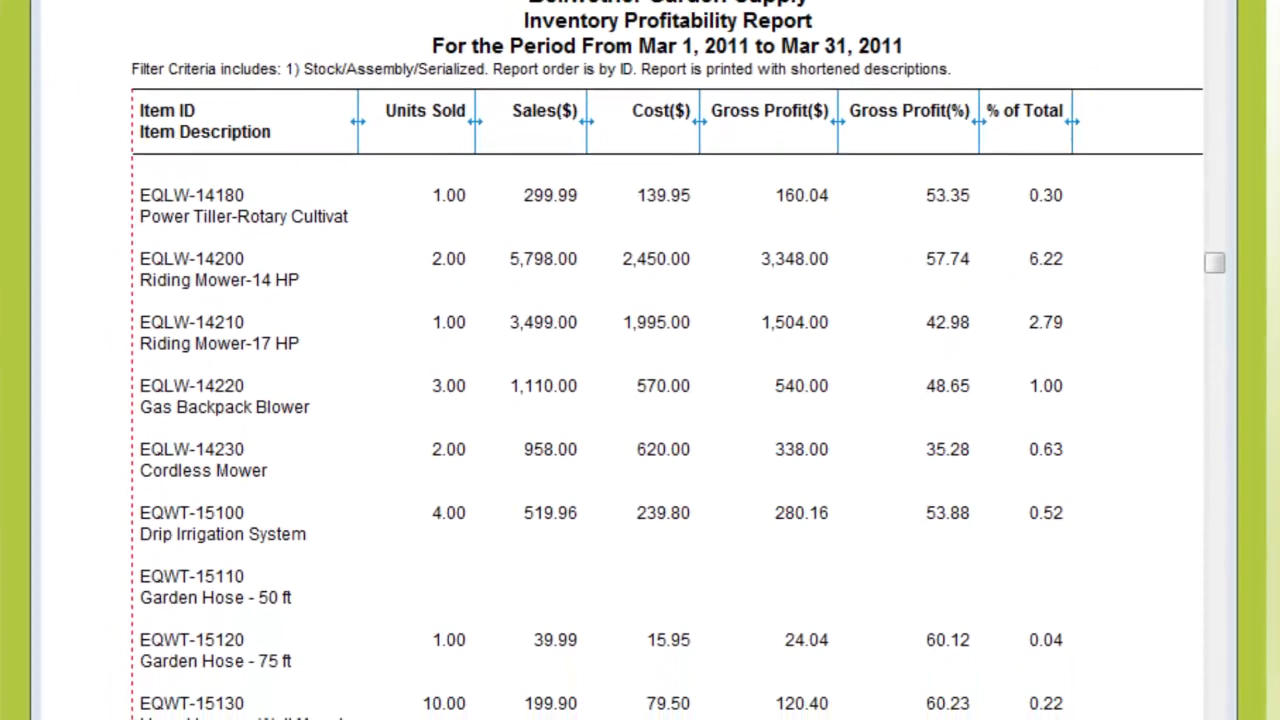 Inventory Profitability Report
For the Period From Mar 1, 2011 to Mar 31, 2011
Filter Criteria includes: 1) Stock/Assembly/Serialized. Report order is by ID. Report is printed with shortened descriptions.
Item ID Units Sold Sales($) Cost($) Gross Profit($) Gross Profit(%) % of Total
Item Description
EQLW-14180 1.00 299.99 139.95 160.04 53.35 0.30
Power Tiller-Rotary Cultivat
EQLW-14200 2.00 5,798.00 2,450.00 3,348.00 57.74 6.22
Riding Mower-14 HP
EQLW-14210 1.00 3,499.00 1,995.00 1,504.00 42.98 2.79
Riding Mower-17 HP
EQLW-14220 3.00 1,110.00 570.00 540.00 48.65 1.00
Gas Backpack Blower
EQLW-14230 2.00 958.00 620.00 338.00 35.28 0.63
Cordless Mower
EQWT-15100 4.00 519.96 239.80 280.16 53.88 0.52
Drip Irrigation System
EQWT-15110
Garden Hose - 50 ft
EQWT-15120 1.00 39.99 15.95 24.04 60.12 0.04
Garden Hose - 75 ft
EQWT-15130 10.00 199.90 79.50 120.40 60.23 0.22